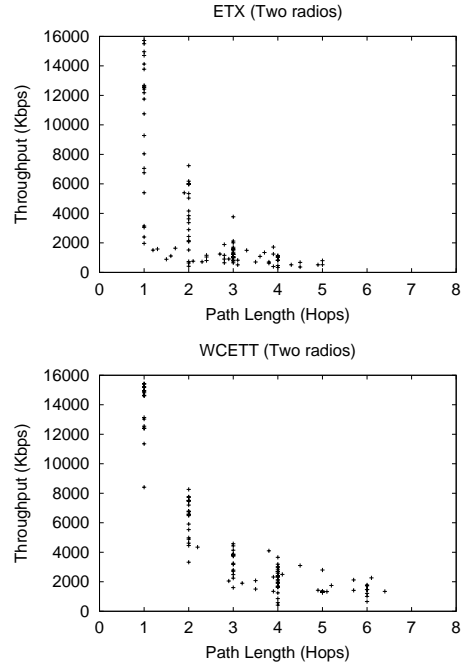 ETX (Two radios)
16000
14000
12000
10000
8000
6000
4000
2000
0
Throughput (Kbps)
0 1 2 3 4 5 6 7 8
Path Length (Hops)
WCETT (Two radios)
16000
14000
12000
10000
8000
6000
4000
2000
0
Throughput (Kbps)
0 1 2 3 4 5 6 7 8
Path Length (Hops)